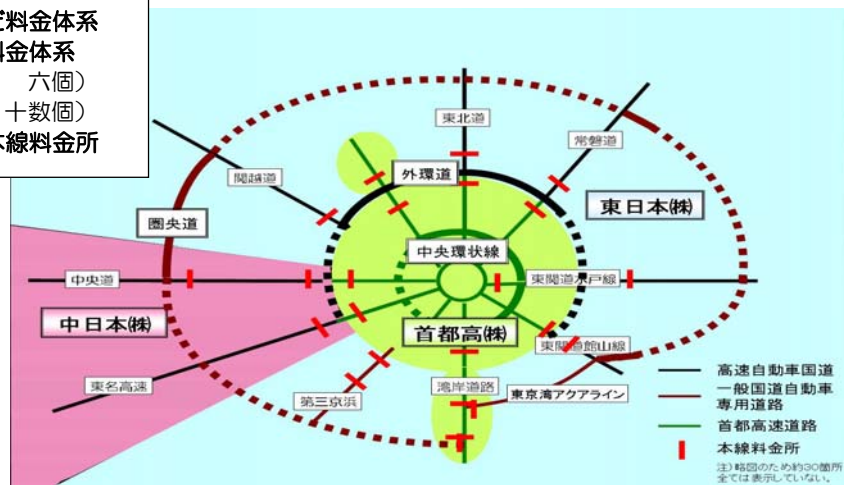 料金体系
料金体系
六個）
十数個）
本線料金所
東北道
常磐道
関越道
外環道
東日本(株)
圏央道
中央環状線
中央道
東関道水戸線
中日本(株)
首都高(株)
東関道館山線
東名高速
湾岸道路
東京湾アクアライン
第三京浜
高速自動車国道
一般国道自動車
専用道路
首都高速道路
本線料金所
注）略図のため約30箇所
全ては表示していない。